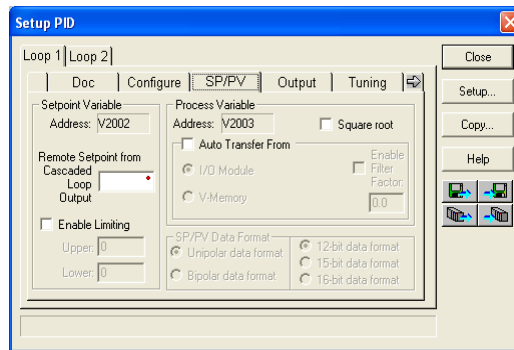 Setup PID
Loop 1 Loop 2
Doc Configure SP/PV Output Tuning
Close
Setup...
Copy...
Help
Setpoint Variable
Address: V2002
Remote Setpoint from
Cascaded
Loop
Output
Enable Limiting
Upper: 0
Lower: 0
Process Variable
Address: V2003
Square root
Auto Transfer From
I/O Module
V-Memory
Enable
Filter
Factor:
0.0
SP/PV Data Format
Unipolar data format
Bipolar data format
12-bit data format
15-bit data format
16-bit data format